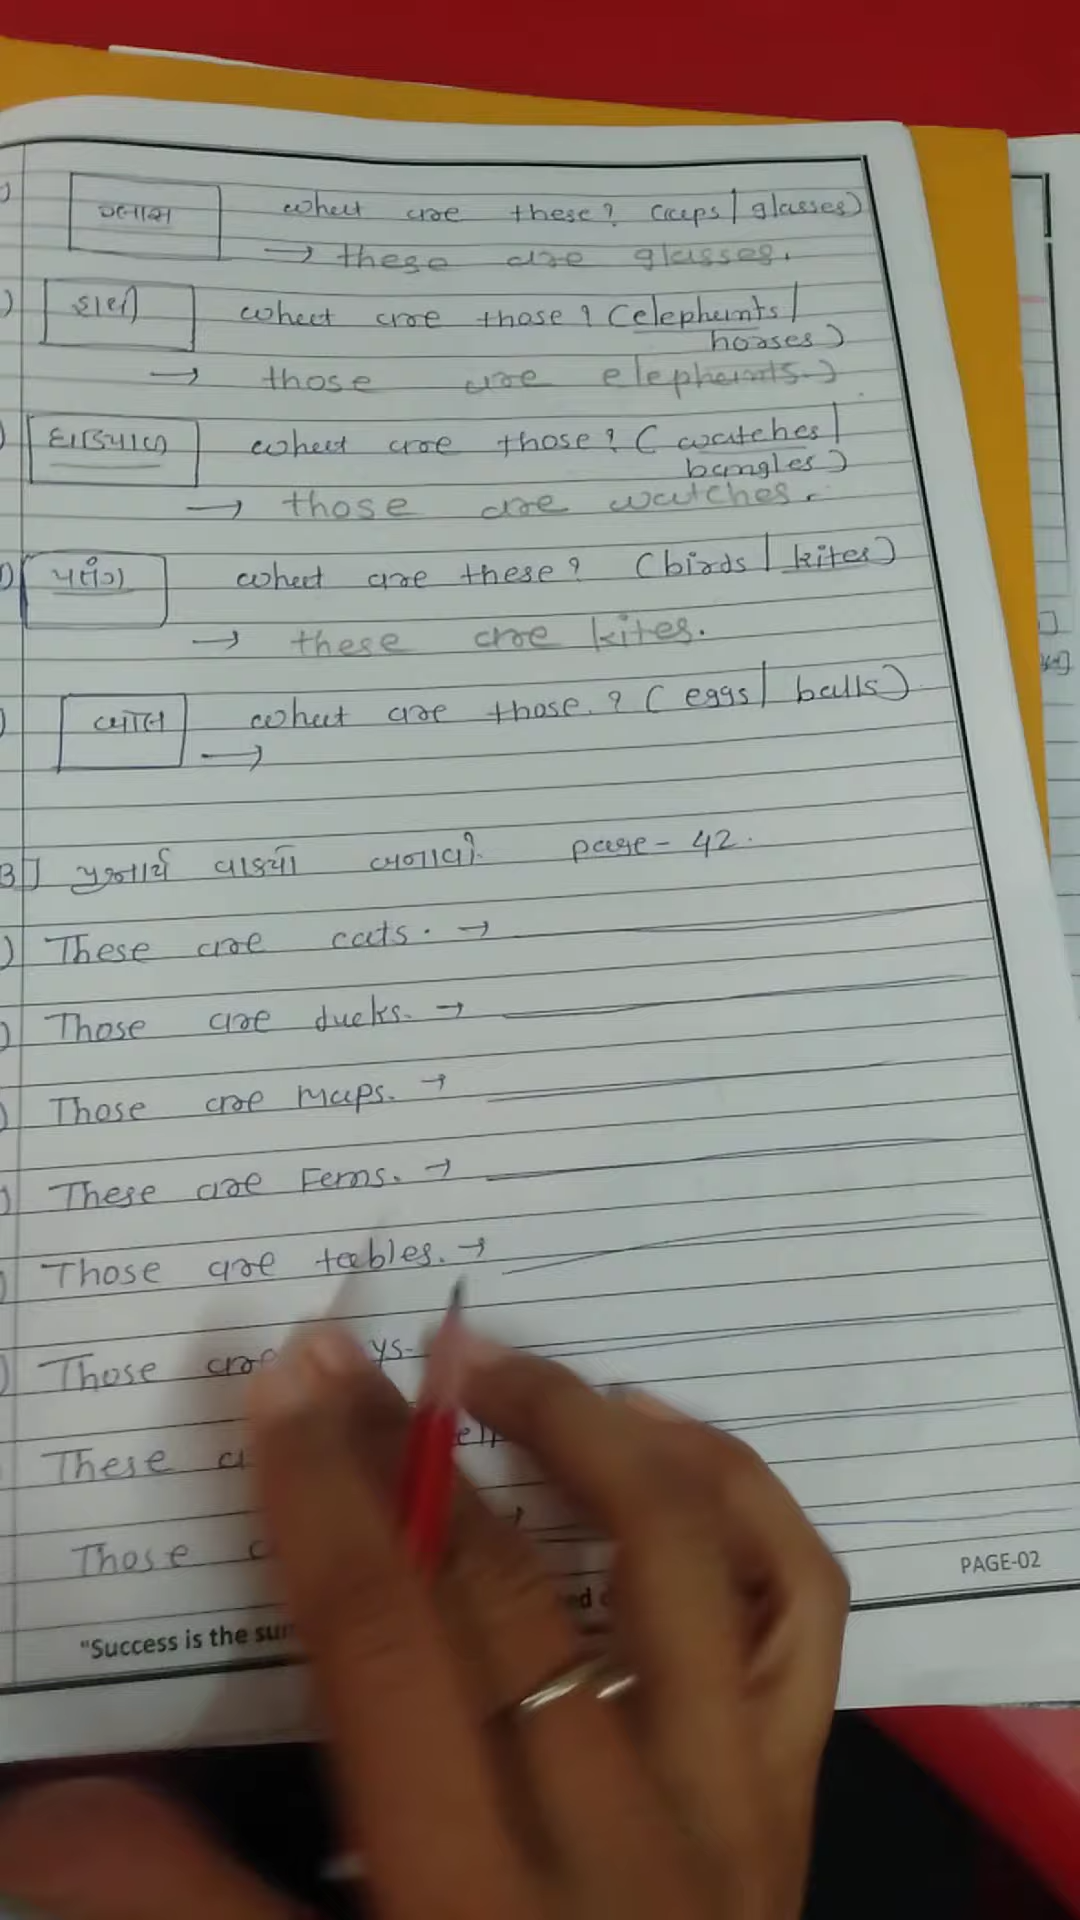 ગ્લાસ what are these? (cups / glasses)
→ these are glasses.
હાથી what are those? (elephants /
horses)
→ those are elephants.
ઘડિયાળ what are those? (watches /
bangles)
→ those are watches.
પતંગ what are these? (birds / kites)
→ these are kites.
બોલ what are those.? (eggs / balls)
→
B] વાક્યો બનાવો. page - 42.
These are cats. →
Those are ducks. →
Those are maps. →
These are Fans. →
Those are tables. →
Those are
These
Those
PAGE-02
"Success is the